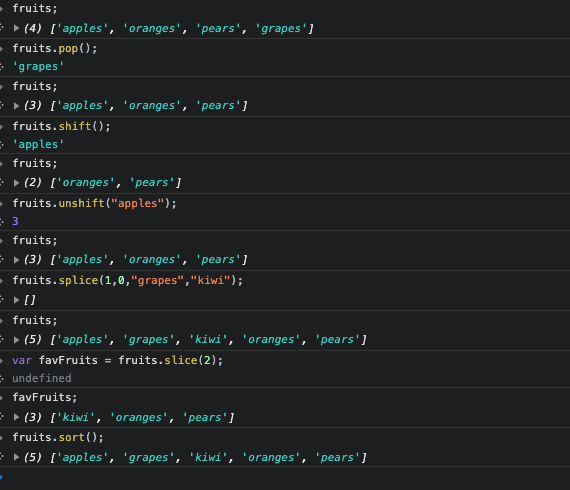 fruits;
(4) ['apples', 'oranges', 'pears', 'grapes']
fruits.pop();
'grapes'
fruits;
(3) ['apples', 'oranges', 'pears']
fruits.shift();
'apples'
fruits;
(2) ['oranges', 'pears']
fruits.unshift("apples");
3
fruits;
(3) ['apples', 'oranges', 'pears']
fruits.splice(1,0,"grapes","kiwi");
[]
fruits;
(5) ['apples', 'grapes', 'kiwi', 'oranges', 'pears']
var favFruits = fruits.slice(2);
undefined
favFruits;
(3) ['kiwi', 'oranges', 'pears']
fruits.sort();
(5) ['apples', 'grapes', 'kiwi', 'oranges', 'pears']